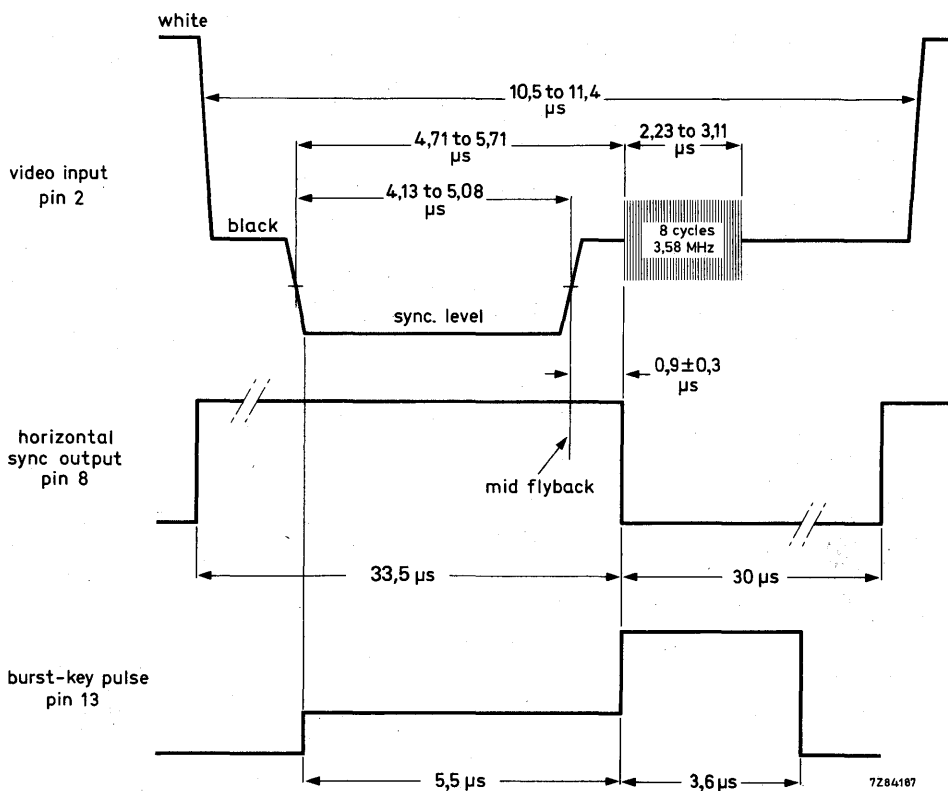 white
10,5 to 11,4
µs
4,71 to 5,71
µs
2,23 to 3,11
µs
video input
pin 2
4,13 to 5,08
µs
black
8 cycles
3,58 MHz
sync. level
0,9±0,3
µs
horizontal
sync output
pin 8
mid flyback
33,5 µs
30 µs
burst-key pulse
pin 13
5,5 µs
3,6 µs
7Z84187